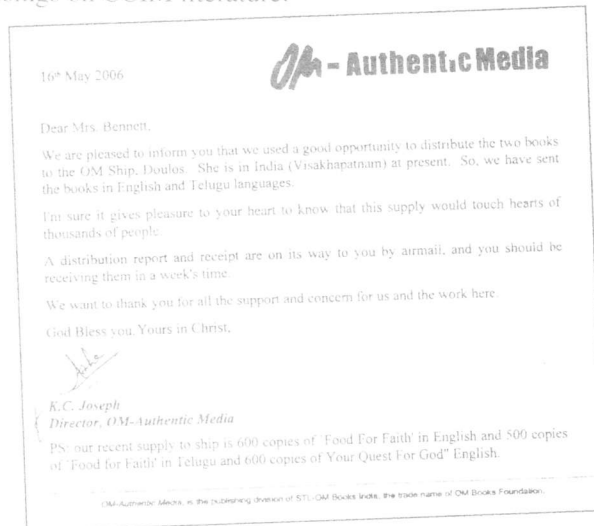 OM - Authentic Media
16th May 2006
Dear Mrs. Bennett,
We are pleased to inform you that we used a good opportunity to distribute the two books
to the OM Ship, Doulos. She is in India (Visakhapatnam) at present. So, we have sent
the books in English and Telugu languages.
I'm sure it gives pleasure to your heart to know that this supply would touch hearts of
thousands of people.
A distribution report and receipt are on its way to you by airmail, and you should be
receiving them in a week's time.
We want to thank you for all the support and concern for us and the work here.
God Bless you. Yours in Christ,
K.C. Joseph
Director, OM-Authentic Media
PS: our recent supply to ship is 600 copies of 'Food For Faith' in English and 500 copies
of 'Food for Faith' in Telugu and 600 copies of Your Quest For God" English.
OM-Authentic Media, is the publishing division of STL-OM Books India, the trade name of OM Books Foundation.